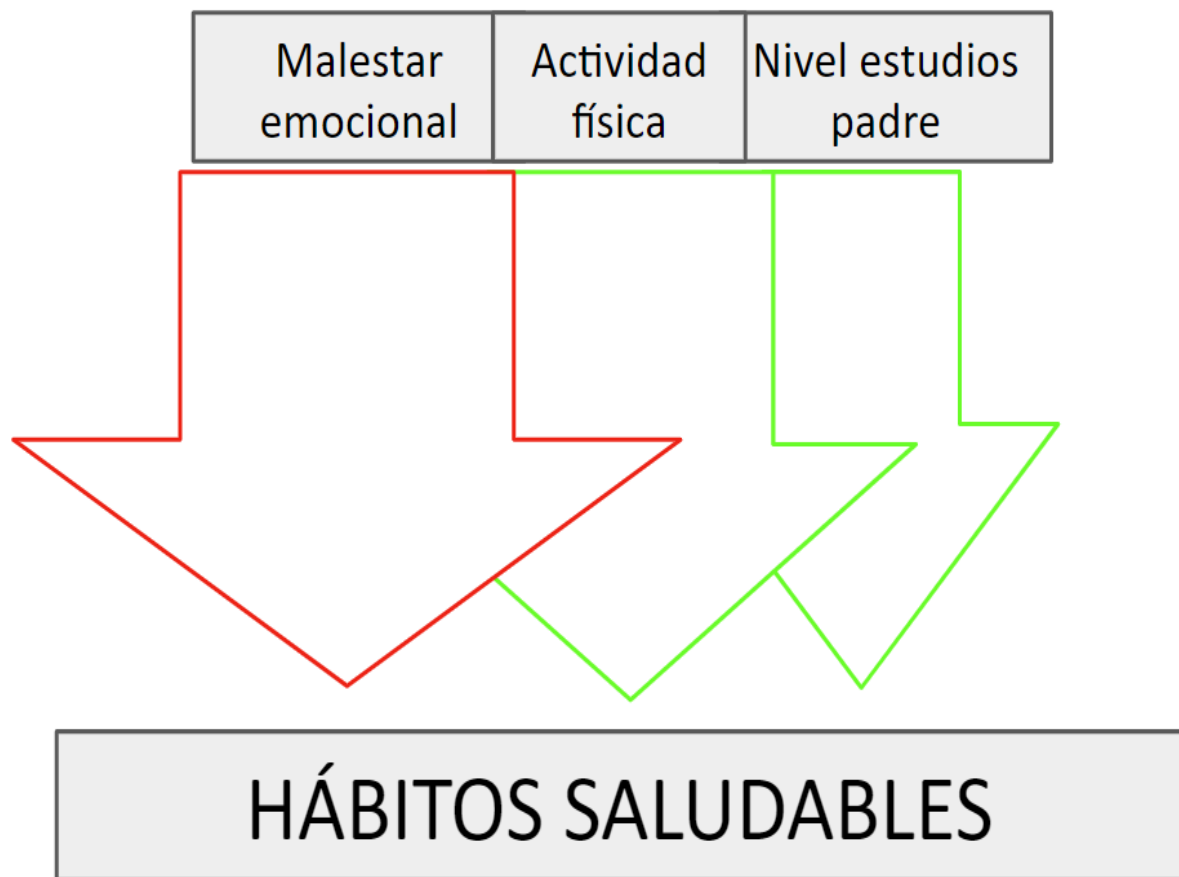 Malestar
emocional
Actividad
física
Nivel estudios
padre
HÁBITOS SALUDABLES